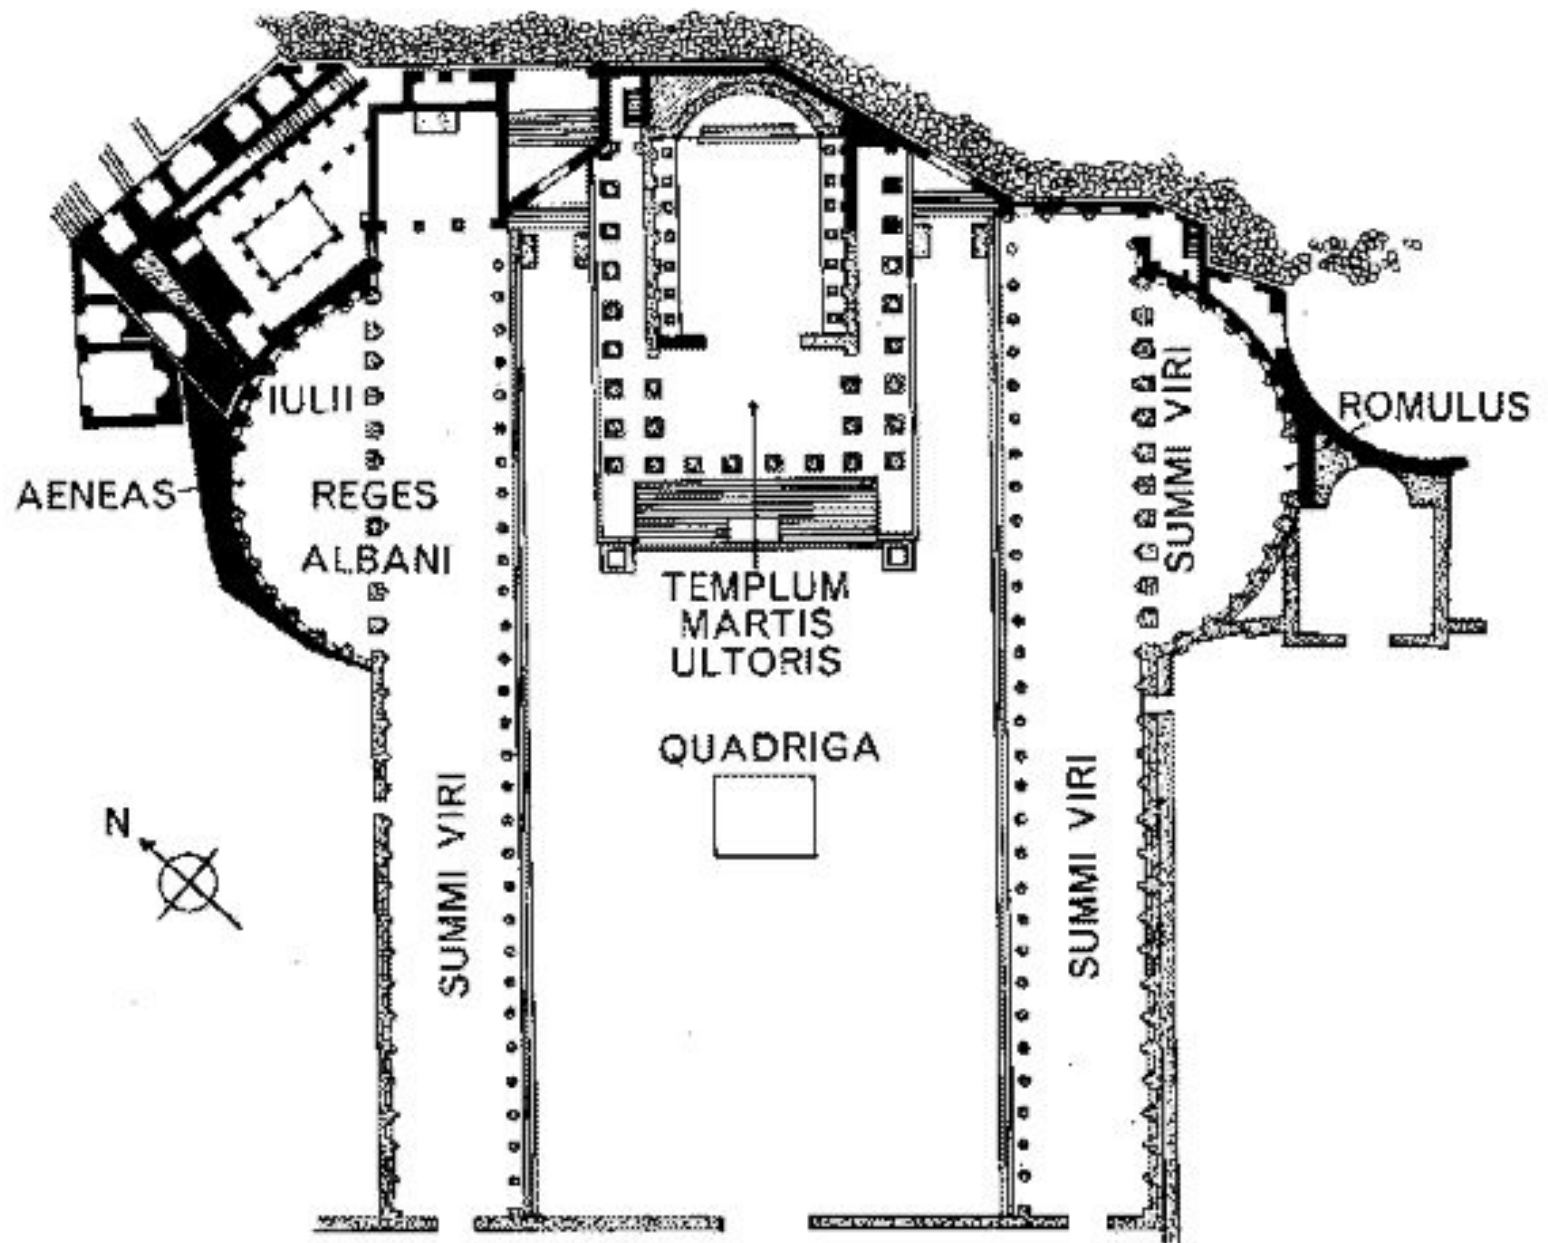 IULII
ROMULUS
AENEAS
REGES
ALBANI
SUMMI VIRI
TEMPLUM
MARTIS
ULTORIS
QUADRIGA
N
SUMMI VIRI
SUMMI VIRI